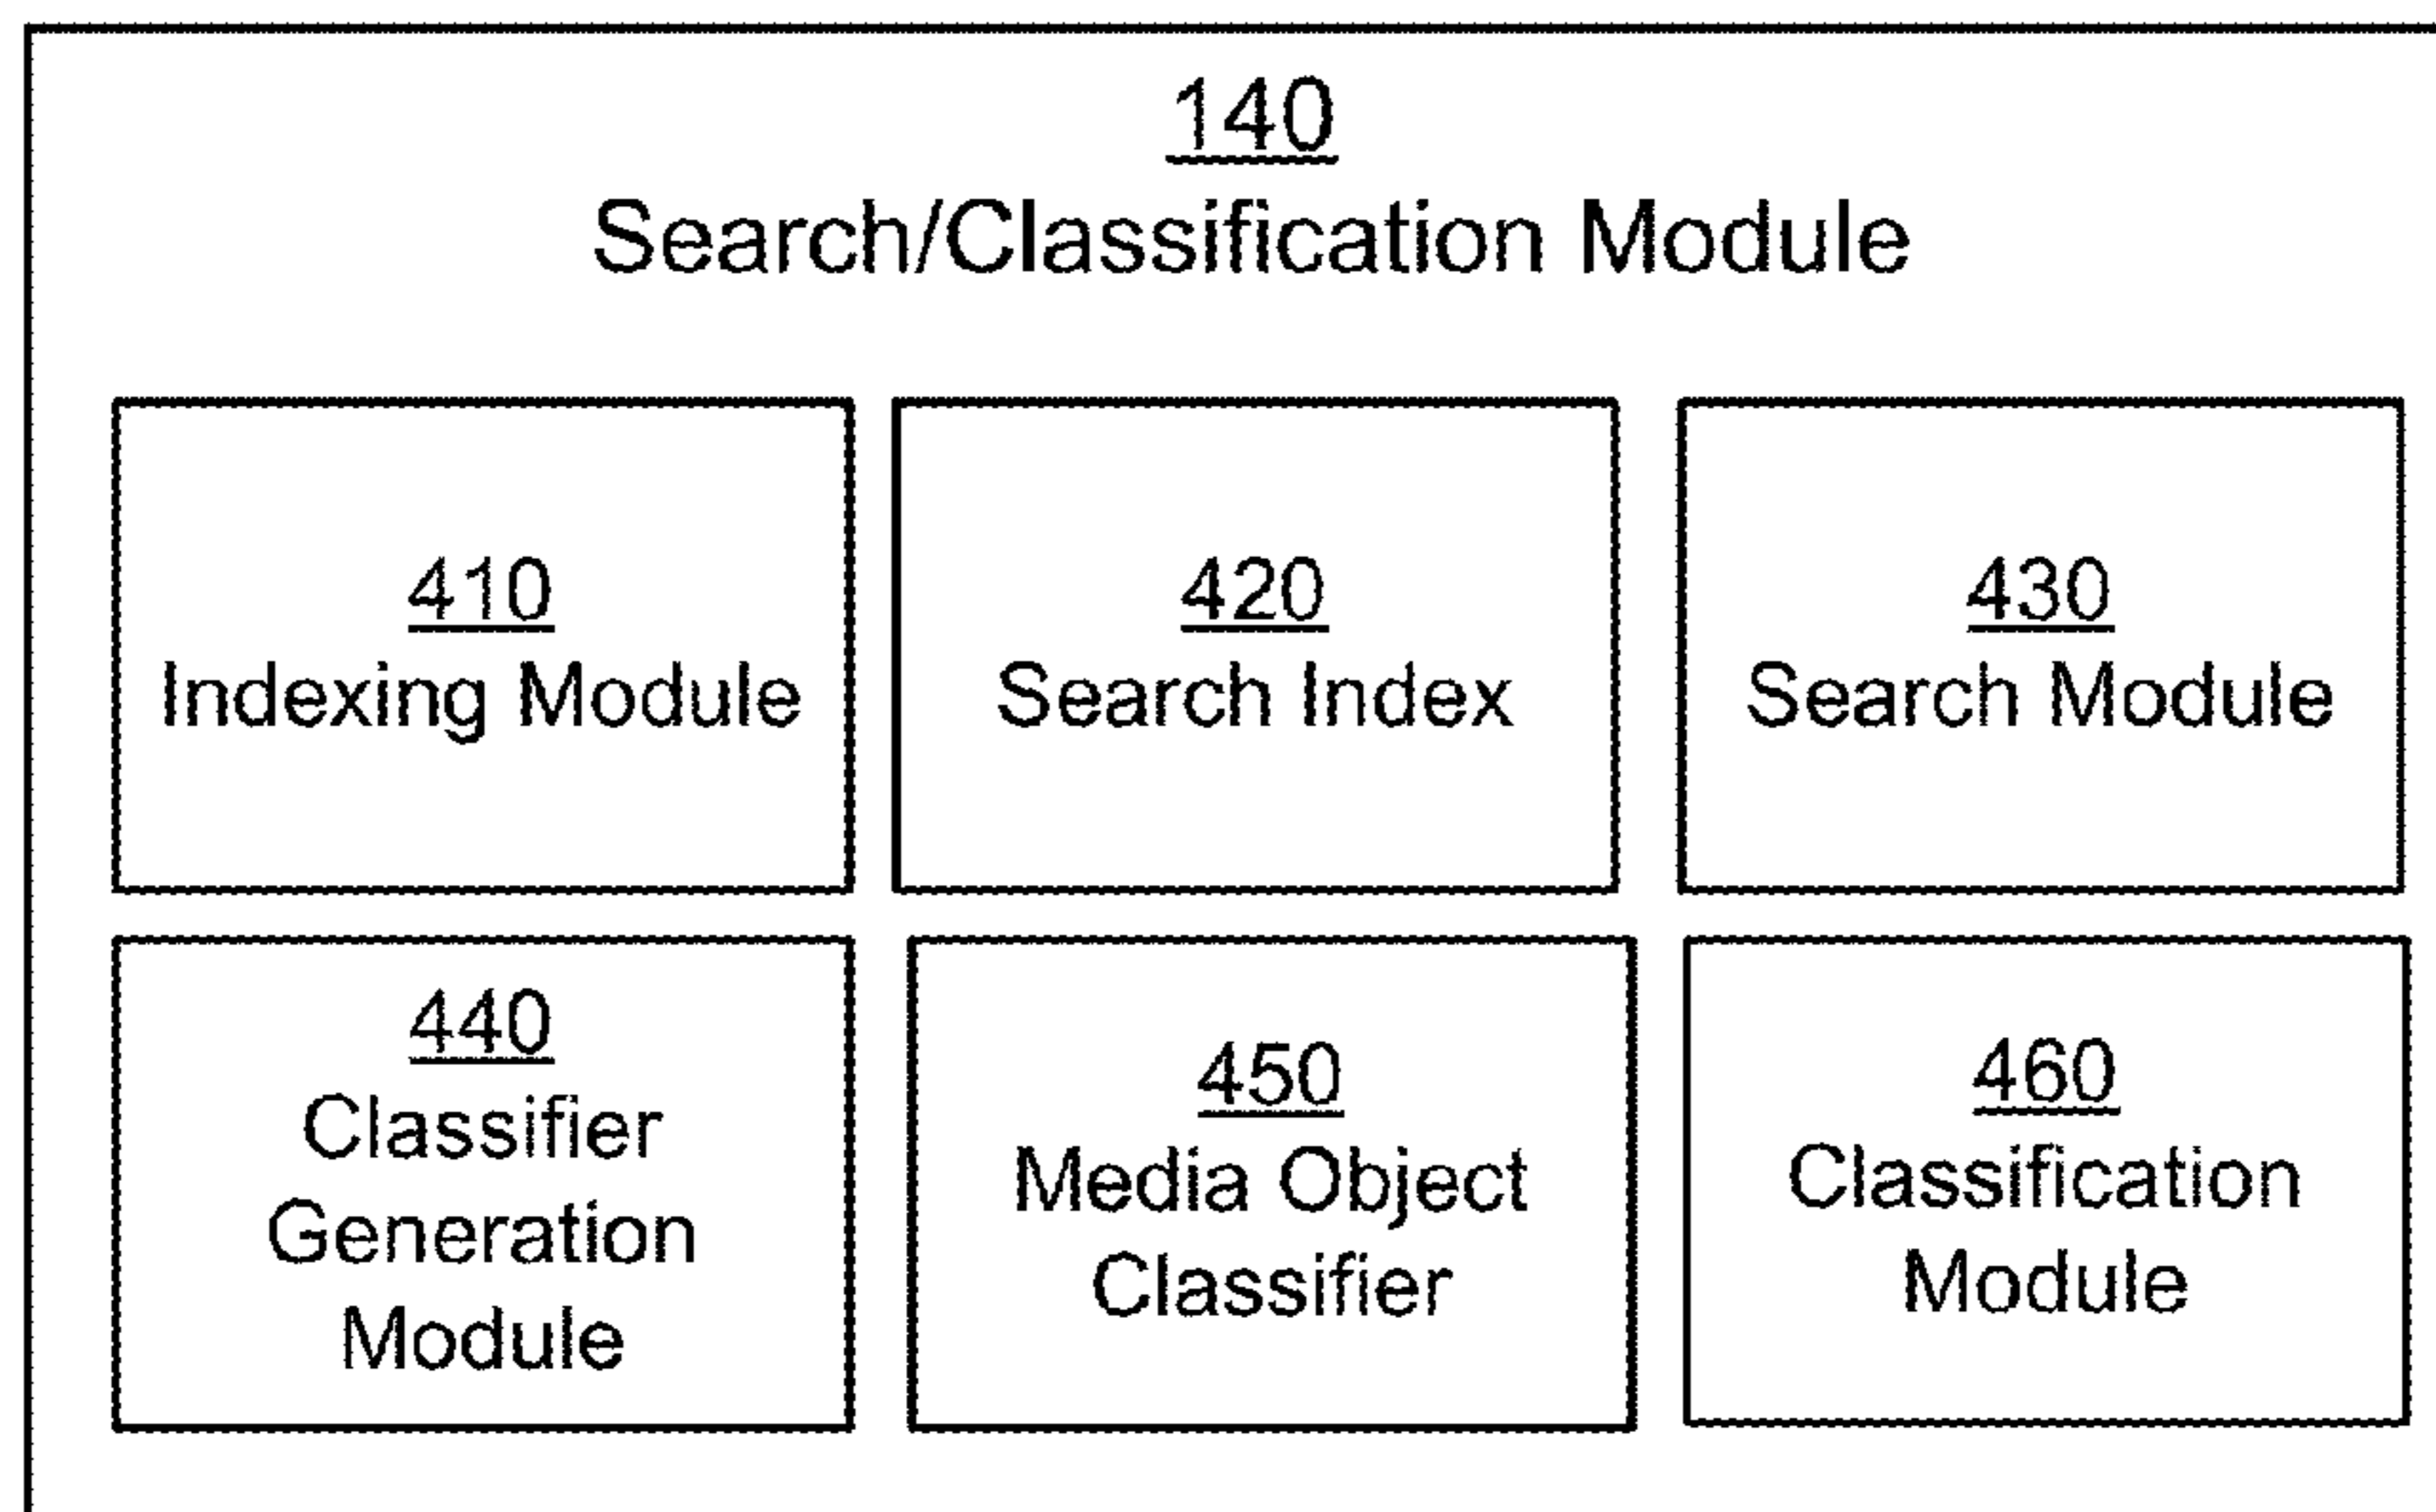 140
Search/Classification Module
410
Indexing Module
420
Search Index
430
Search Module
440
Classifier
Generation
Module
450
Media Object
Classifier
460
Classification
Module